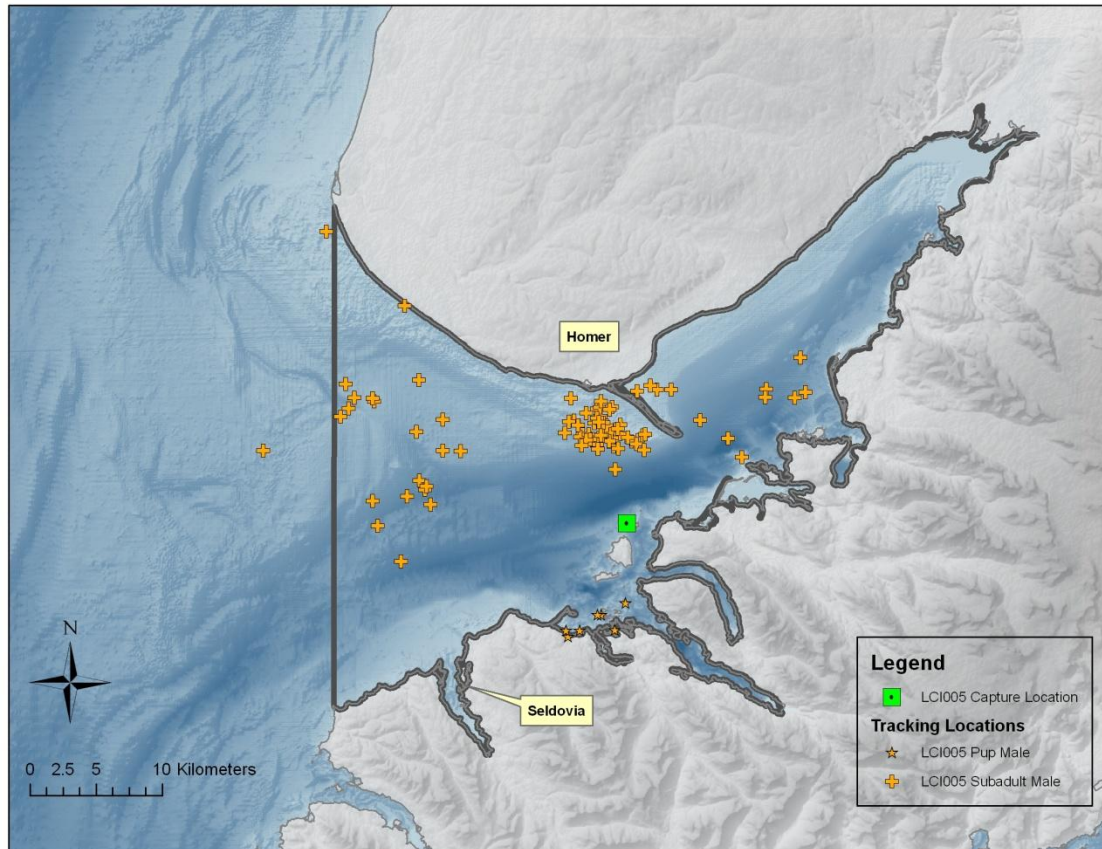 Homer
Seldovia
N
0 2.5 5 10 Kilometers
Legend
LCI005 Capture Location
Tracking Locations
LCI005 Pup Male
LCI005 Subadult Male